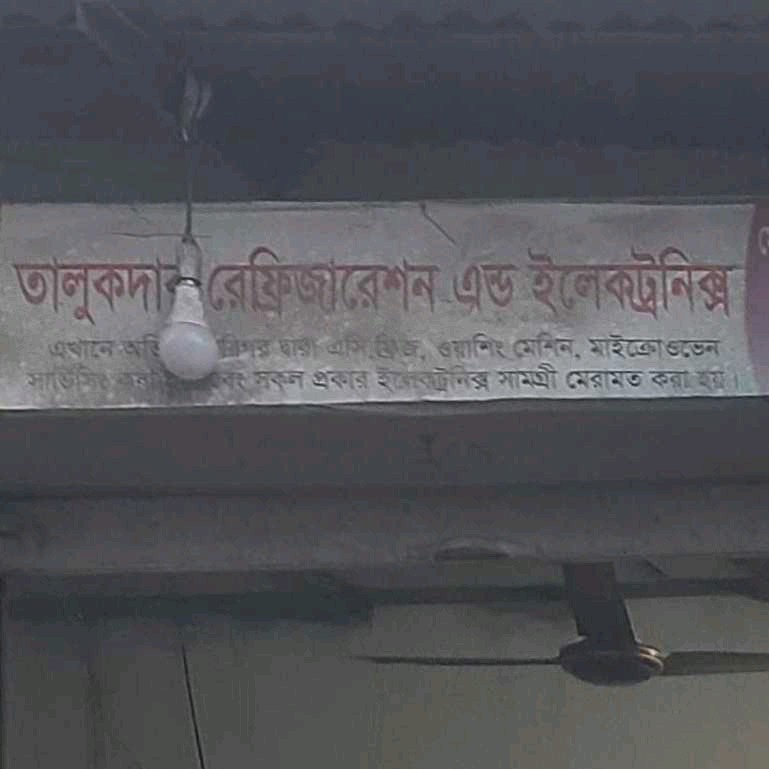 তালুকদার রেফ্রিজারেশন এন্ড ইলেকট্রনিক্স
এখানে দ্বারা এসি, ফ্রিজ, ওয়াশিং মেশিন, মাইক্রোওভেন
সার্ভিসিং এবং সকল প্রকার ইলেকট্রনিক্স সামগ্রী মেরামত করা হয়।